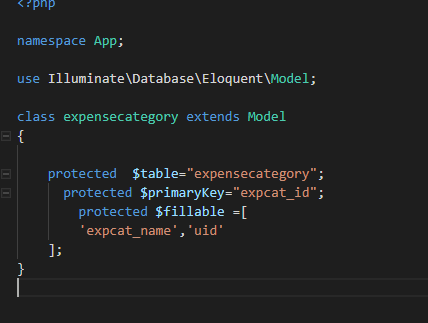 <?php
namespace App;
use Illuminate\Database\Eloquent\Model;
class expensecategory extends Model
{
protected  $table="expensecategory";
protected $primaryKey="expcat_id";
protected $fillable =[
'expcat_name','uid'
];
}